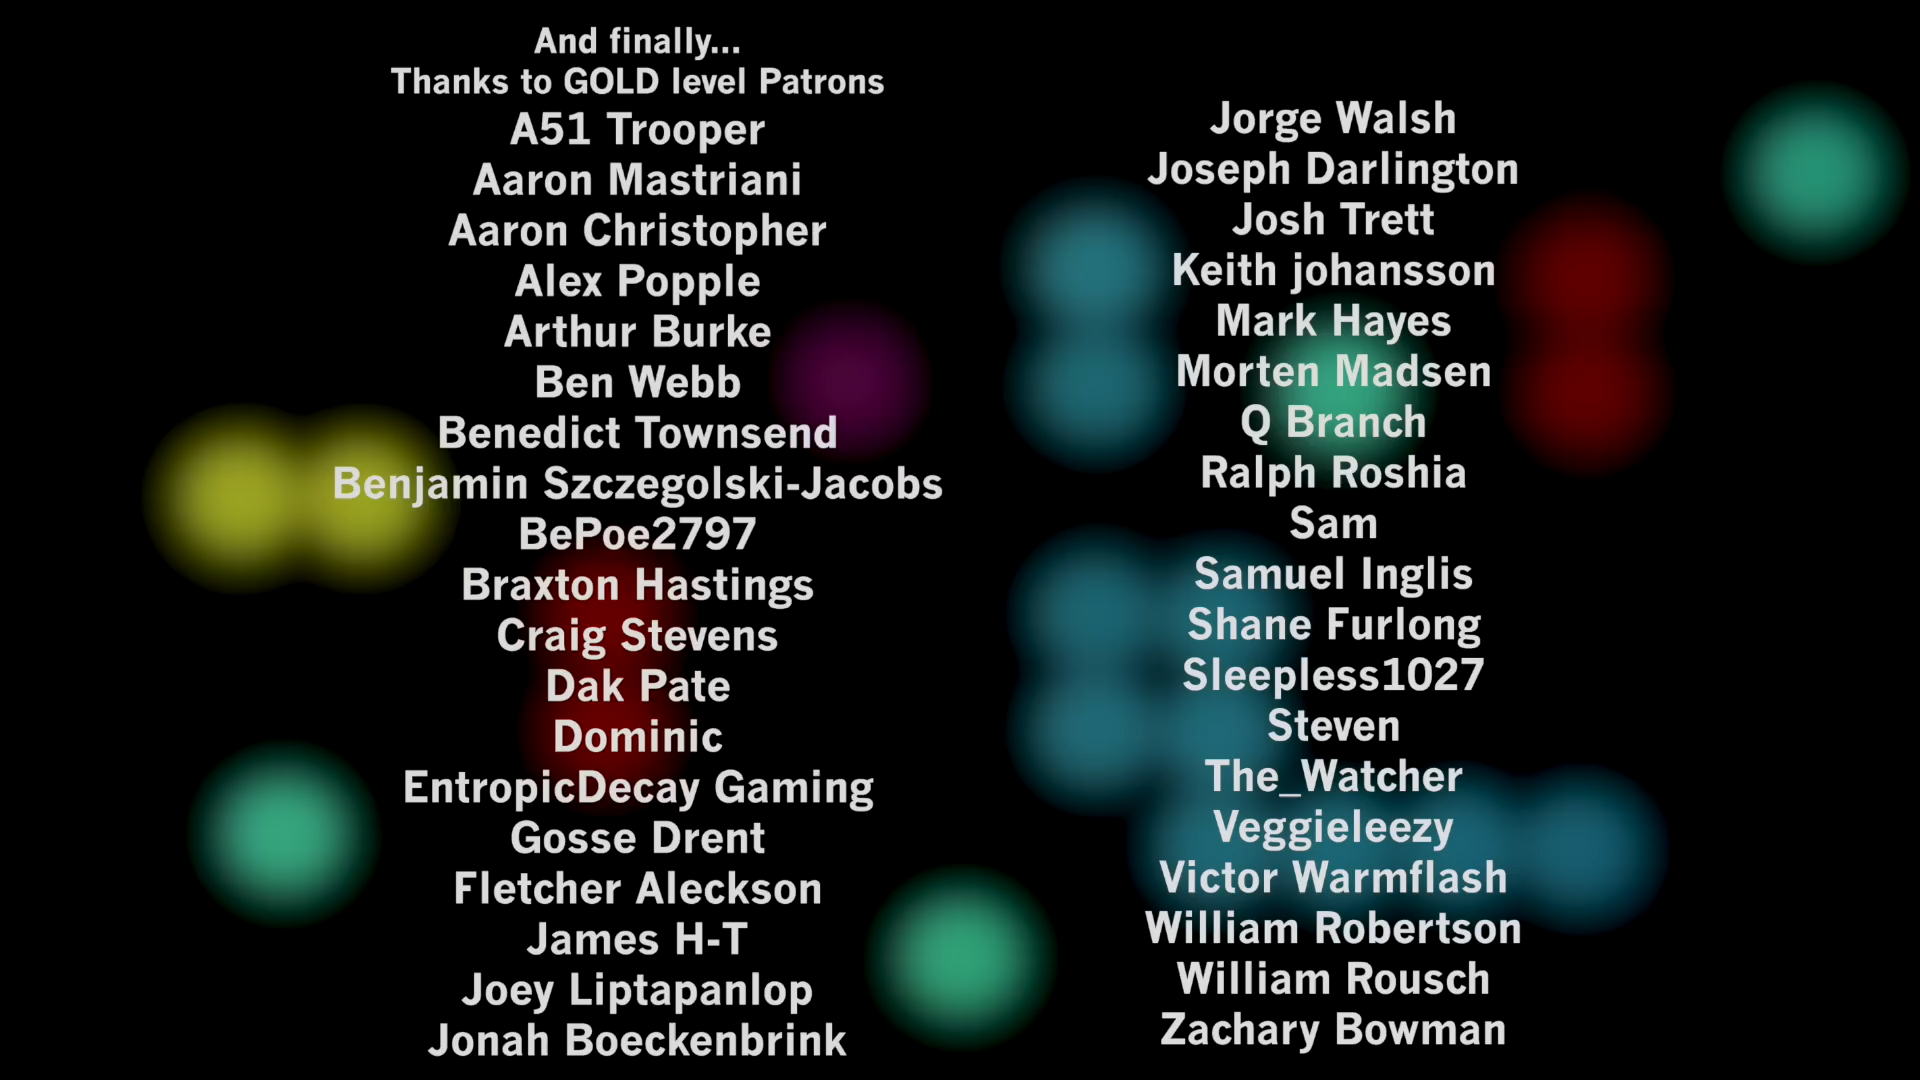 And finally...
Thanks to GOLD level Patrons
A51 Trooper
Aaron Mastriani
Aaron Christopher
Alex Popple
Arthur Burke
Ben Webb
Benedict Townsend
Benjamin Szczegolski-Jacobs
BePoe2797
Braxton Hastings
Craig Stevens
Dak Pate
Dominic
EntropicDecay Gaming
Gosse Drent
Fletcher Aleckson
James H-T
Joey Liptapanlop
Jonah Boeckenbrink
Jorge Walsh
Joseph Darlington
Josh Trett
Keith johansson
Mark Hayes
Morten Madsen
Q Branch
Ralph Roshia
Sam
Samuel Inglis
Shane Furlong
Sleepless1027
Steven
The_Watcher
Veggieleezy
Victor Warmflash
William Robertson
William Rousch
Zachary Bowman